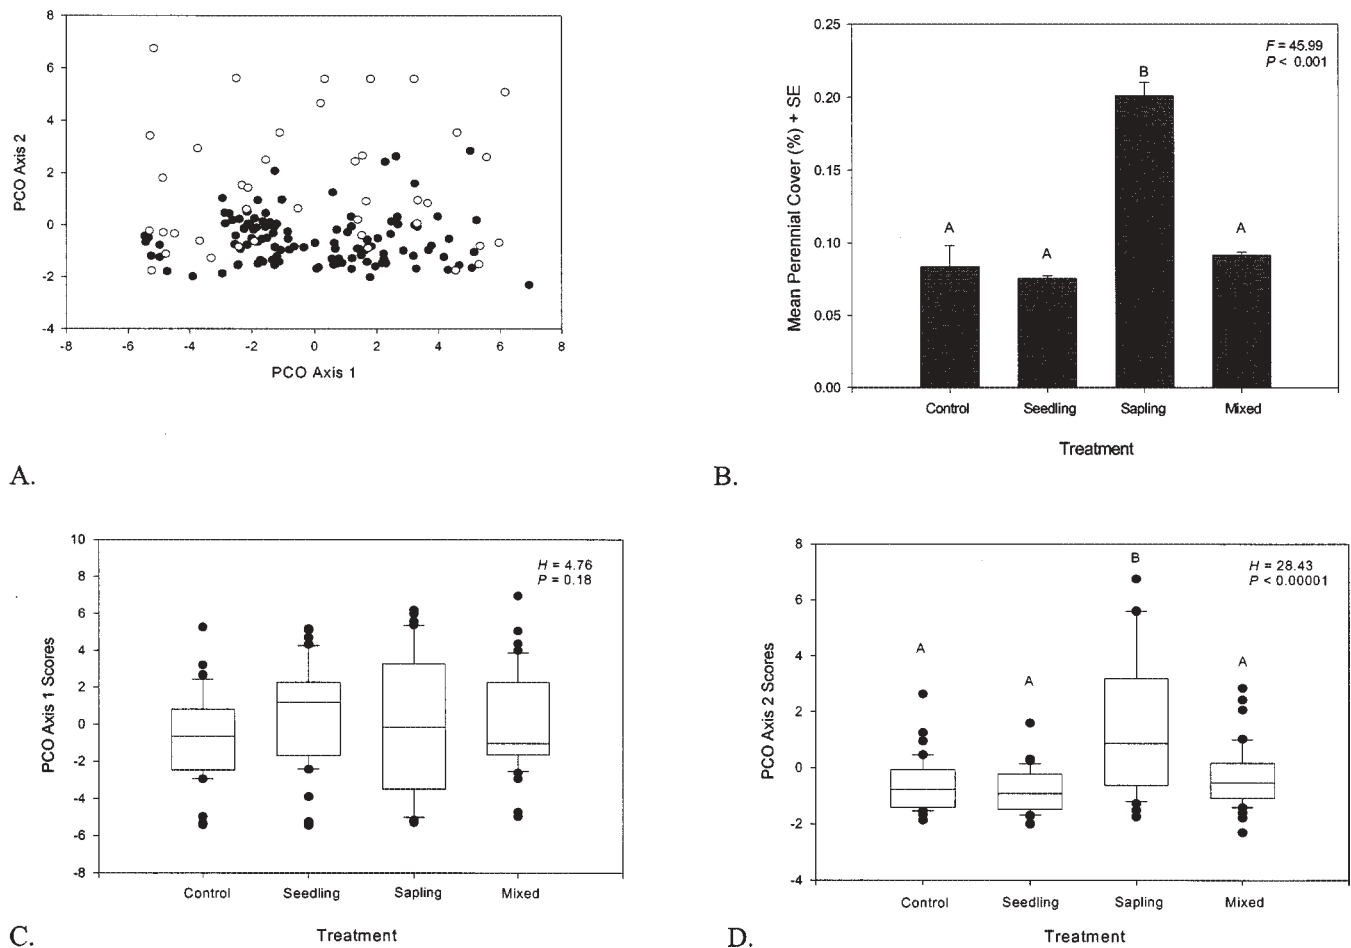 8
6
4
2
0
-2
-4
PCO Axis 2
-8 -6 -4 -2 0 2 4 6 8
PCO Axis 1
A.
0.25
0.20
0.15
0.10
0.05
0.00
Mean Perennial Cover (%) + SE
F = 45.99
P < 0.001
A A B A
Control Seedling Sapling Mixed
Treatment
B.
10
8
6
4
2
0
-2
-4
-6
-8
PCO Axis 1 Scores
H = 4.76
P = 0.18
Control Seedling Sapling Mixed
Treatment
C.
8
6
4
2
-0
-2
-4
PCO Axis 2 Scores
H = 28.43
P < 0.00001
A A B A
Control Seedling Sapling Mixed
Treatment
D.